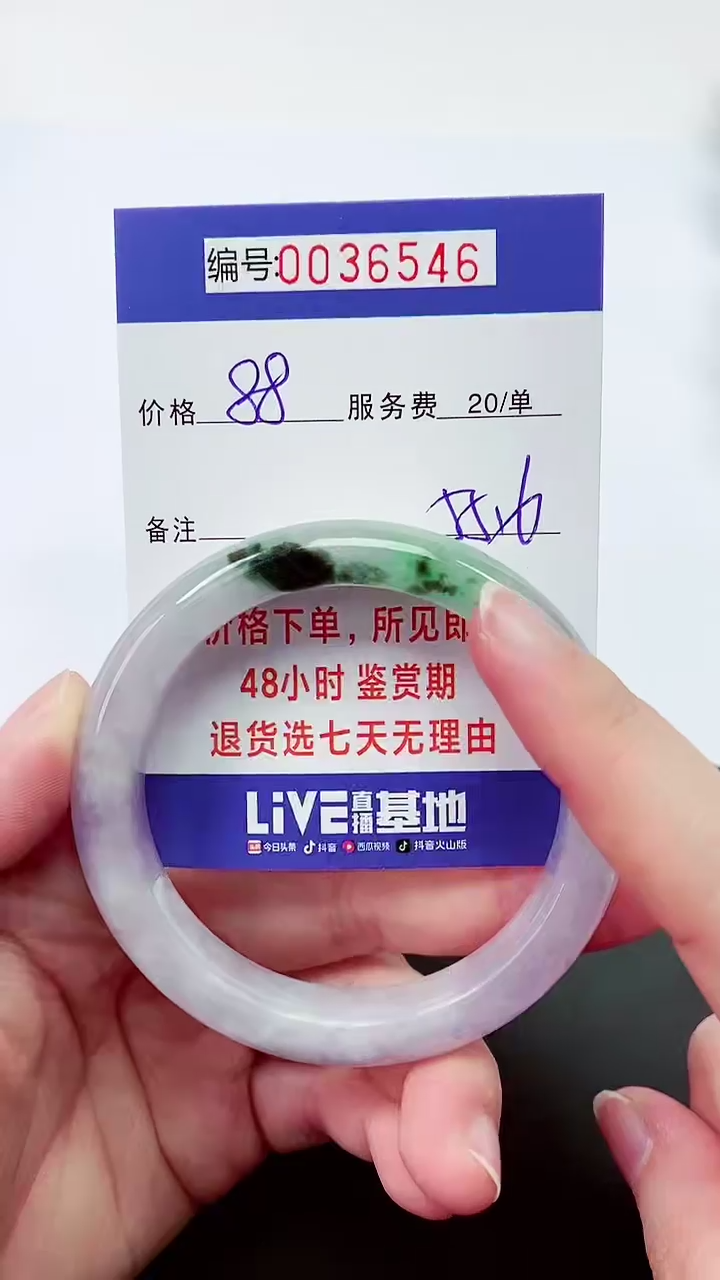 编号:0036546
价格 88 服务费 20/单
备注
价格下单，所见即
48小时 鉴赏期
退货选七天无理由
LiVE直播基地
今日头条 抖音 西瓜视频 抖音火山版